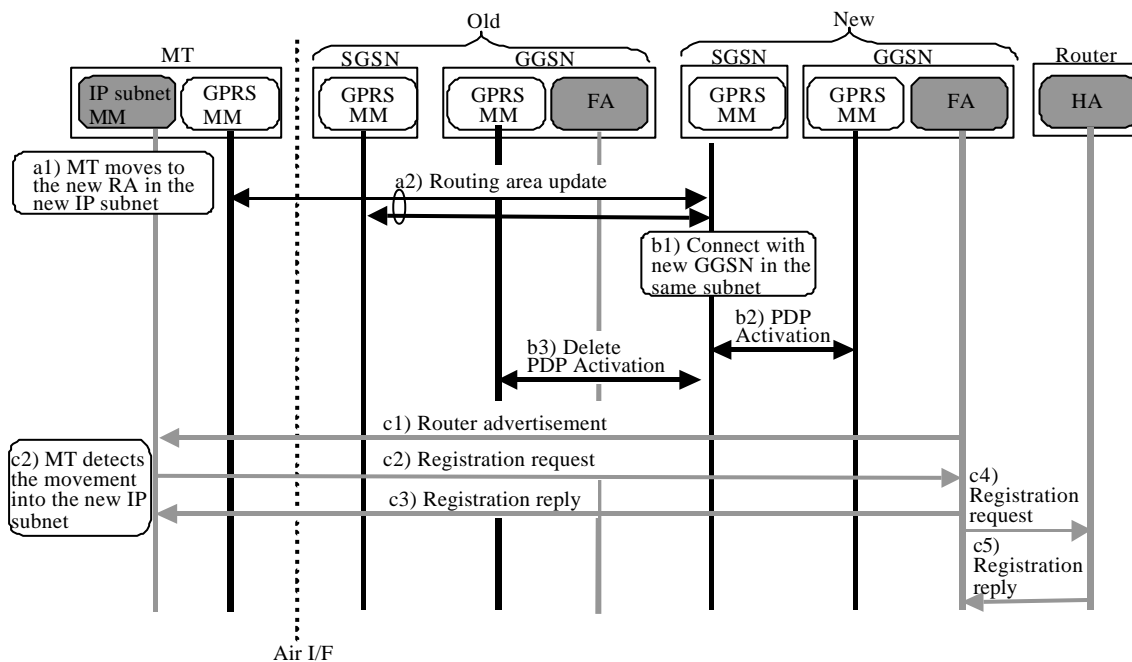 Old
New
MT
SGSN
GGSN
SGSN
GGSN
Router
IP subnet
MM
GPRS
MM
GPRS
MM
GPRS
MM
FA
GPRS
MM
GPRS
MM
FA
HA
a1) MT moves to
the new RA in the
new IP subnet
a2) Routing area update
b1) Connect with
new GGSN in the
same subnet
b2) PDP
Activation
b3) Delete
PDP Activation
c1) Router advertisement
c2) MT detects
the movement
into the new IP
subnet
c2) Registration request
c3) Registration reply
c4)
Registration
request
c5)
Registration
reply
Air I/F